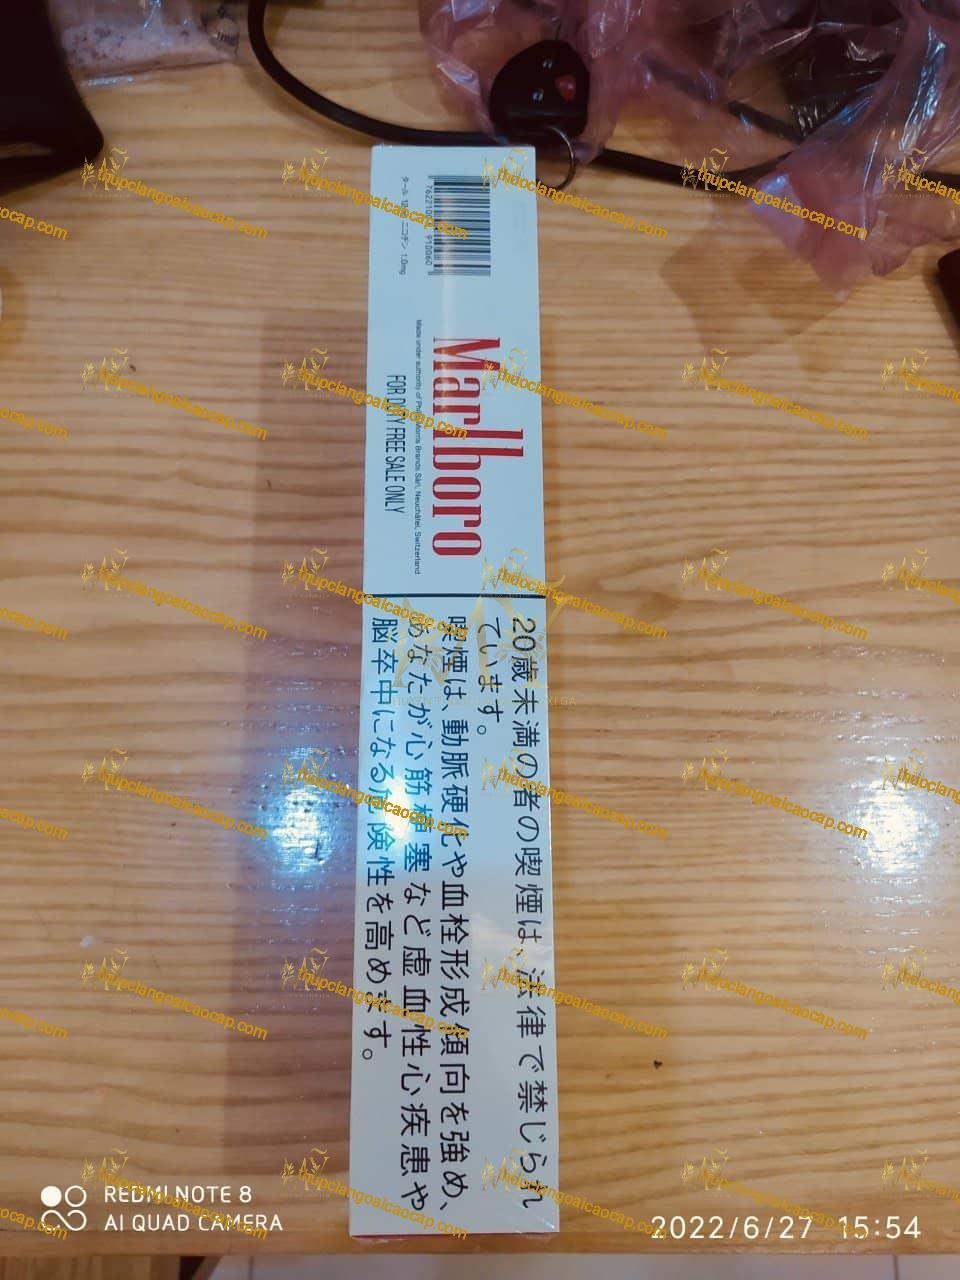 タール 12mg ニコチン 1.0mg
Marlboro
Made under authority of Philip Morris Brands Sàrl, Neuchâtel, Switzerland
FOR DUTY FREE SALE ONLY
20歳未満の者の喫煙は、法律で禁じられ
ています。
喫煙は、動脈硬化や血栓形成傾向を強め、
あなたが心筋梗塞など虚血性心疾患や
脳卒中になる危険性を高めます。
thupclangoaicaocap.com
REDMI NOTE 8
AI QUAD CAMERA
2022/6/27 15:54